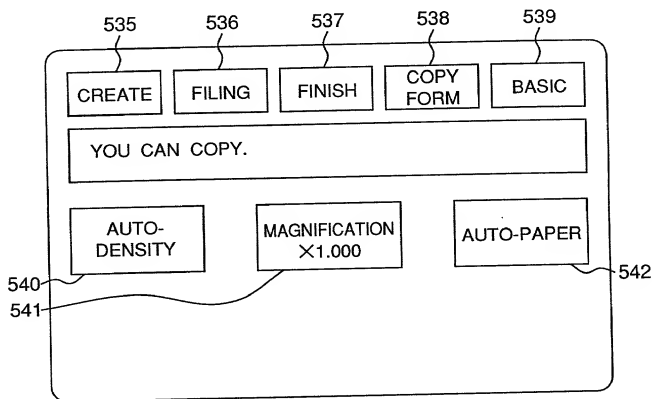 535 536 537 538 539
CREATE FILING FINISH COPY FORM BASIC
YOU CAN COPY.
AUTO-
DENSITY
MAGNIFICATION
×1.000
AUTO-PAPER
540
541
542